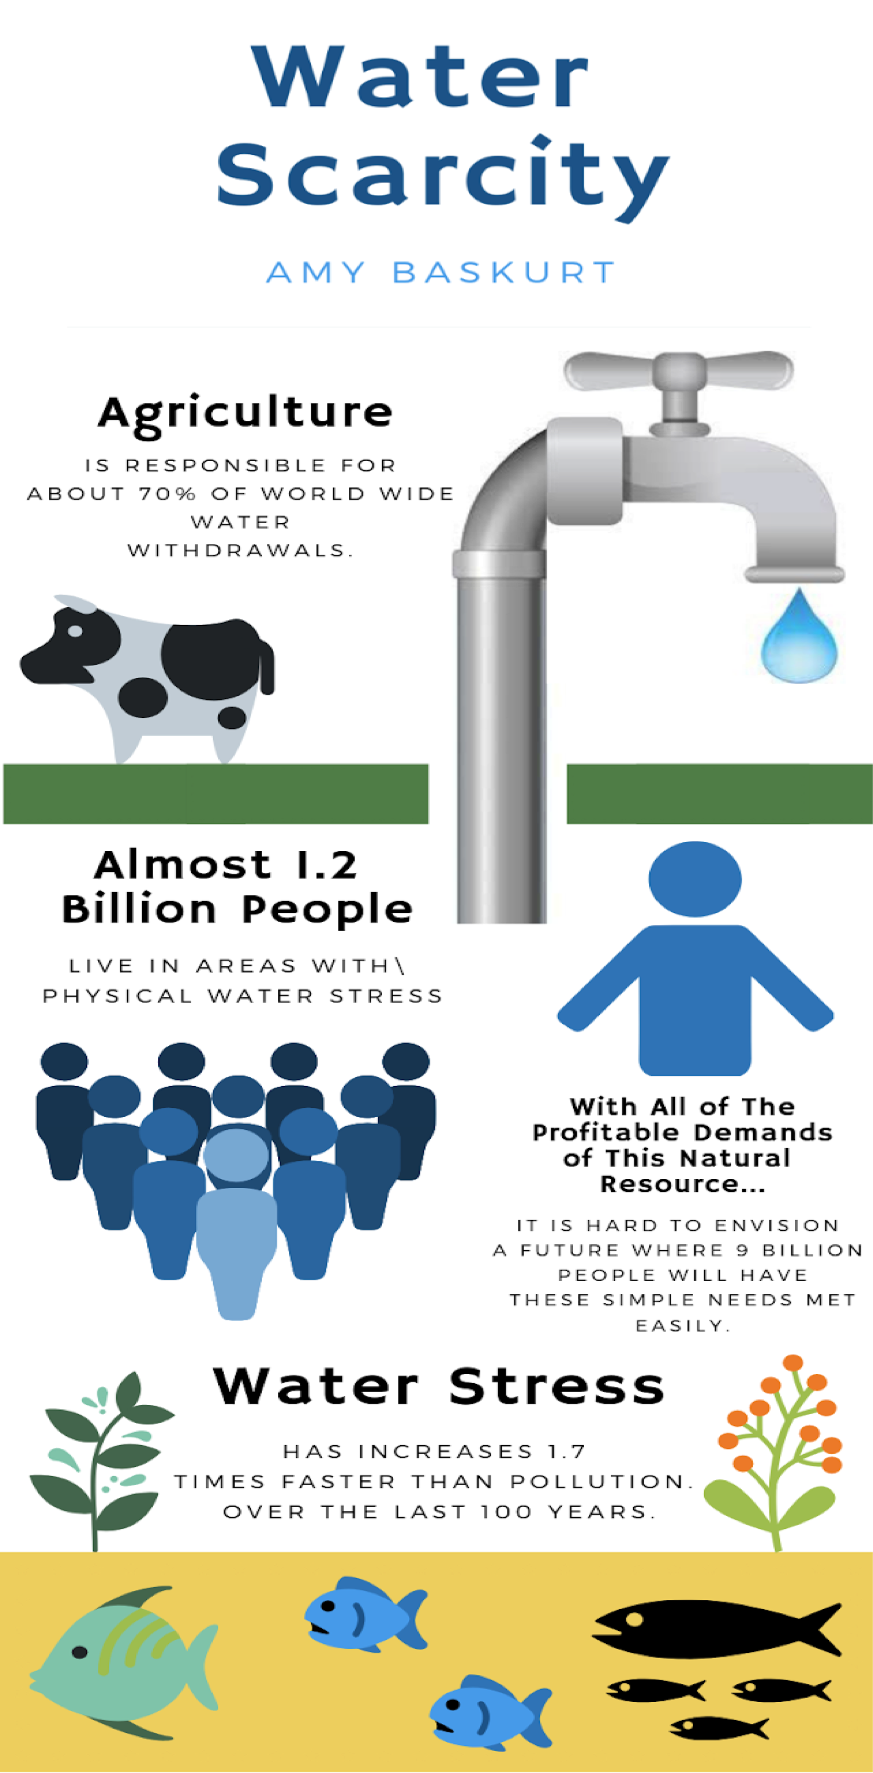 Water
Scarcity
AMY BASKURT
Agriculture
IS RESPONSIBLE FOR
ABOUT 70% OF WORLD WIDE
WATER
WITHDRAWALS.
Almost 1.2
Billion People
LIVE IN AREAS WITH\
PHYSICAL WATER STRESS
With All of The
Profitable Demands
of This Natural
Resource...
IT IS HARD TO ENVISION
A FUTURE WHERE 9 BILLION
PEOPLE WILL HAVE
THESE SIMPLE NEEDS MET
EASILY.
Water Stress
HAS INCREASES 1.7
TIMES FASTER THAN POLLUTION.
OVER THE LAST 100 YEARS.